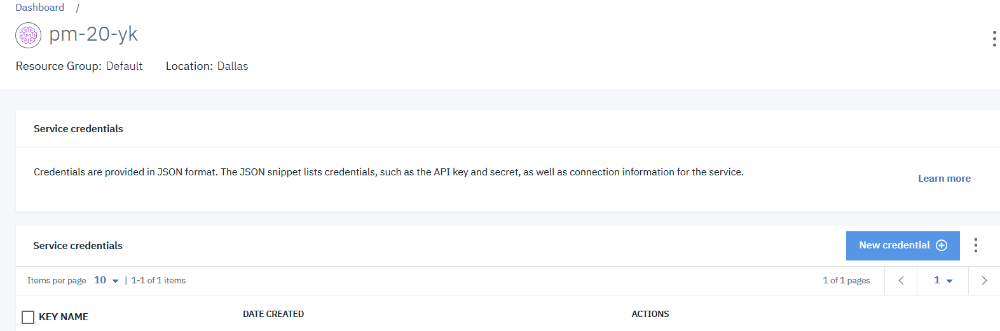 Dashboard /
pm-20-yk
Resource Group: Default Location: Dallas
Service credentials
Credentials are provided in JSON format. The JSON snippet lists credentials, such as the API key and secret, as well as connection information for the service.
Learn more
Service credentials
New credential
Items per page 10 | 1-1 of 1 items
1 of 1 pages 1
KEY NAME DATE CREATED ACTIONS